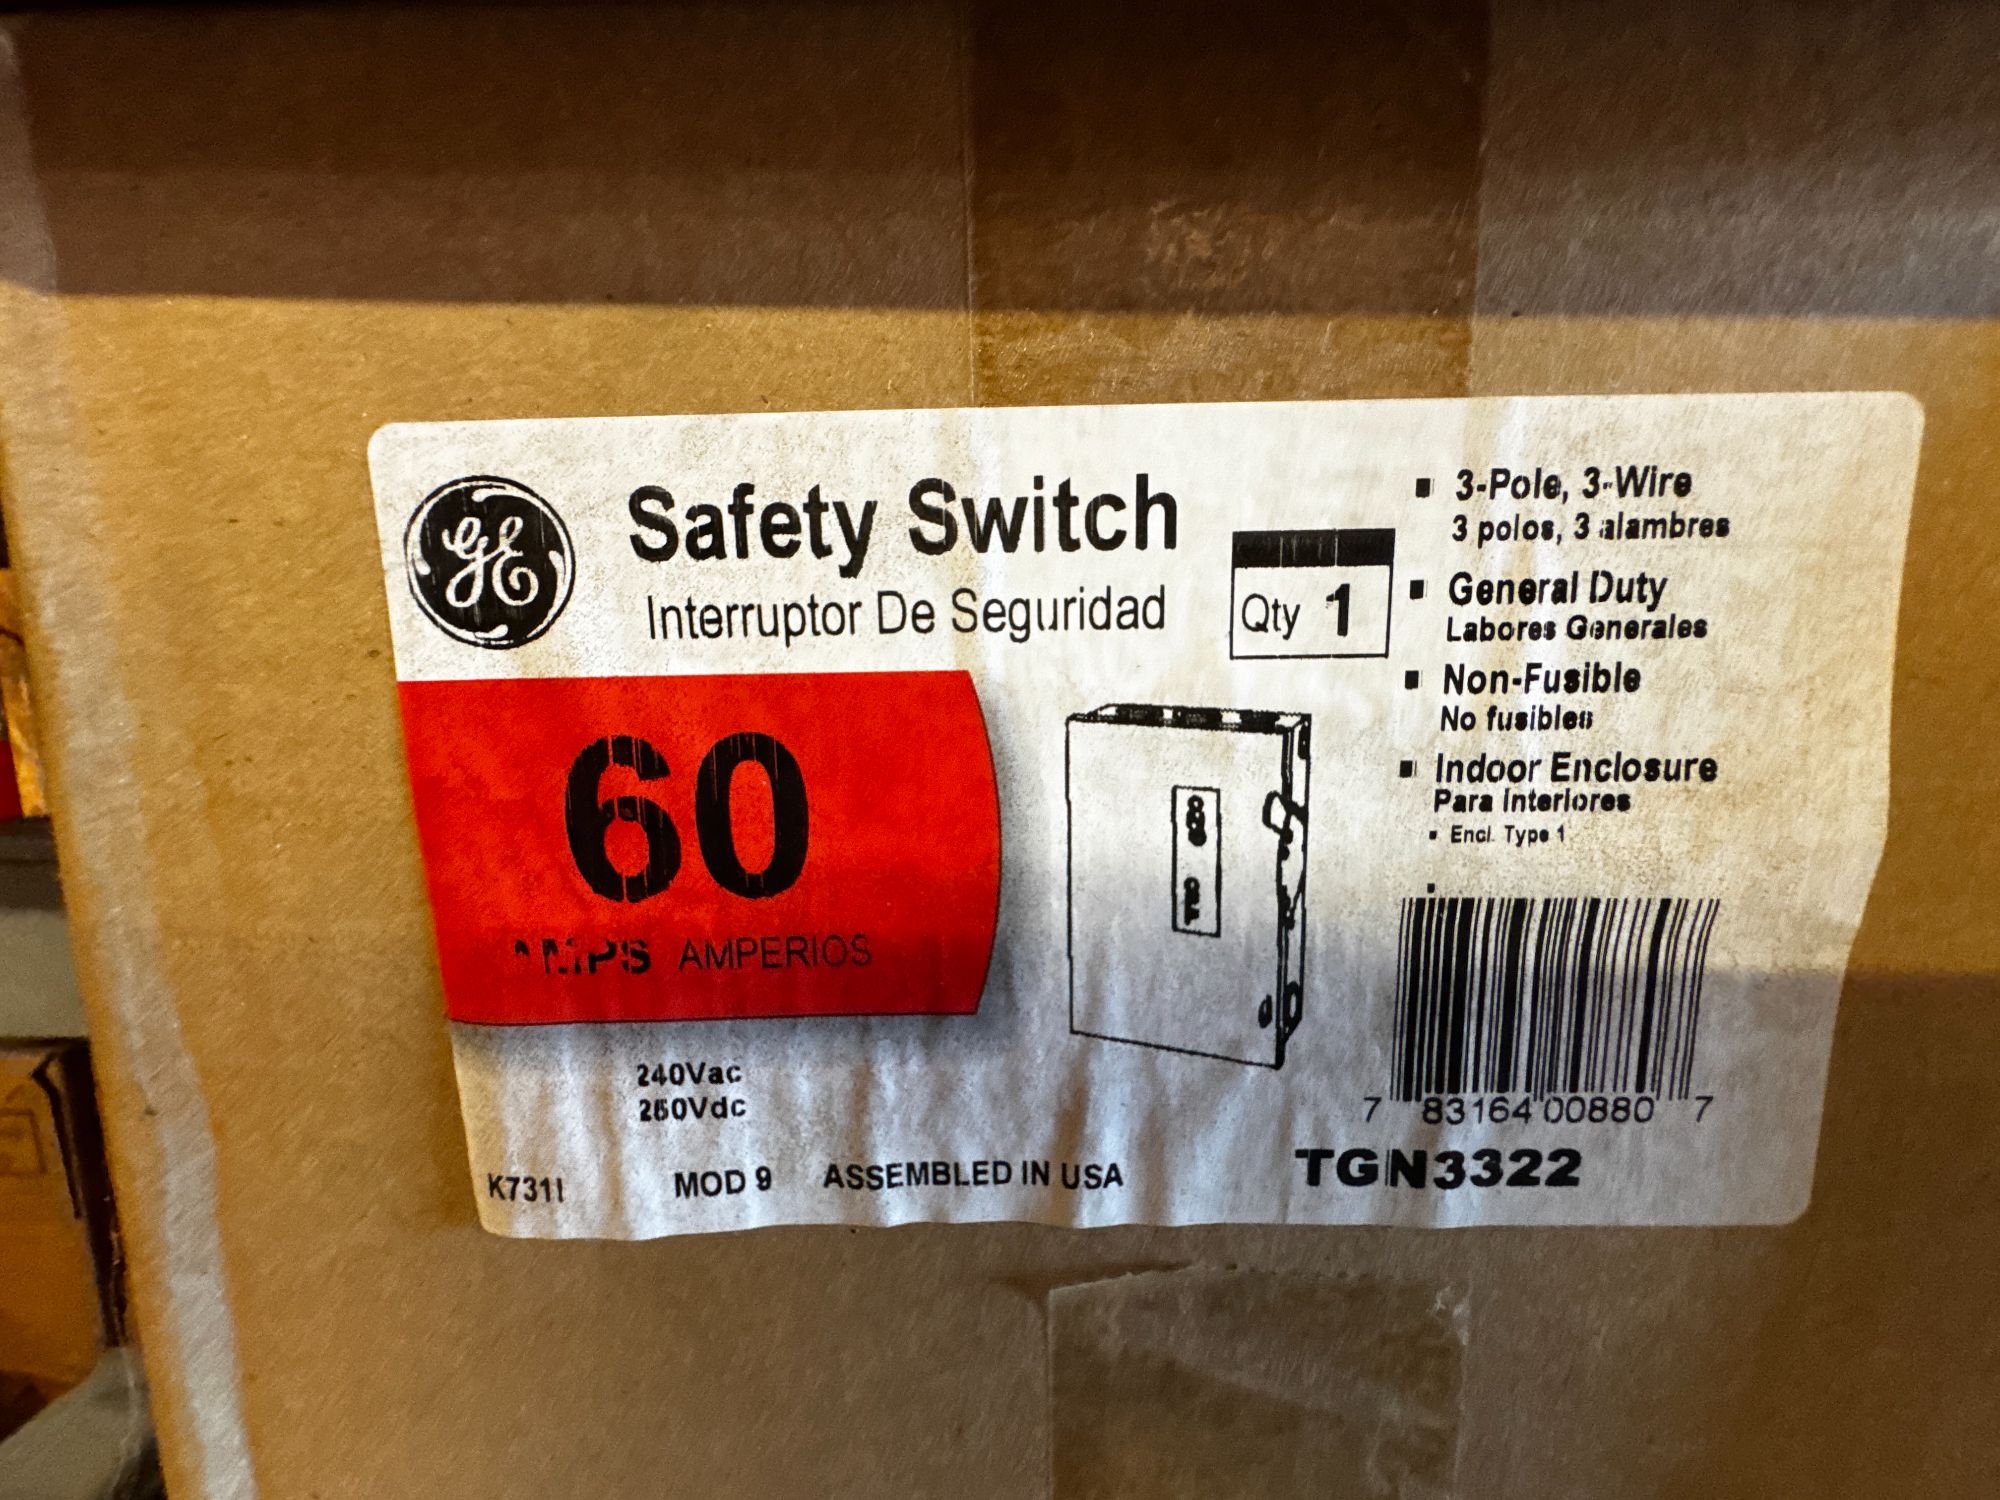 GE
Safety Switch
Interruptor De Seguridad
Qty 1
60
AMPS AMPERIOS
240Vac
250Vdc
K731I
MOD 9
ASSEMBLED IN USA
3-Pole, 3-Wire
3 polos, 3 alambres
General Duty
Labores Generales
Non-Fusible
No fusibles
Indoor Enclosure
Para Interiores
Encl. Type 1
7 83164 00880 7
TGN3322